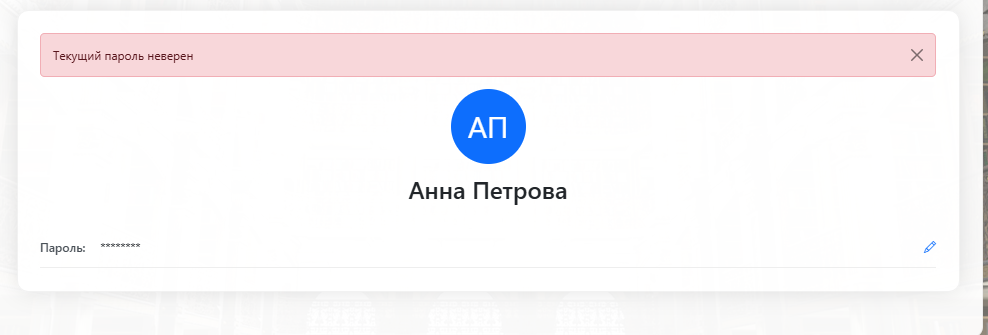 Текущий пароль неверен
АП
Анна Петрова
Пароль: ********